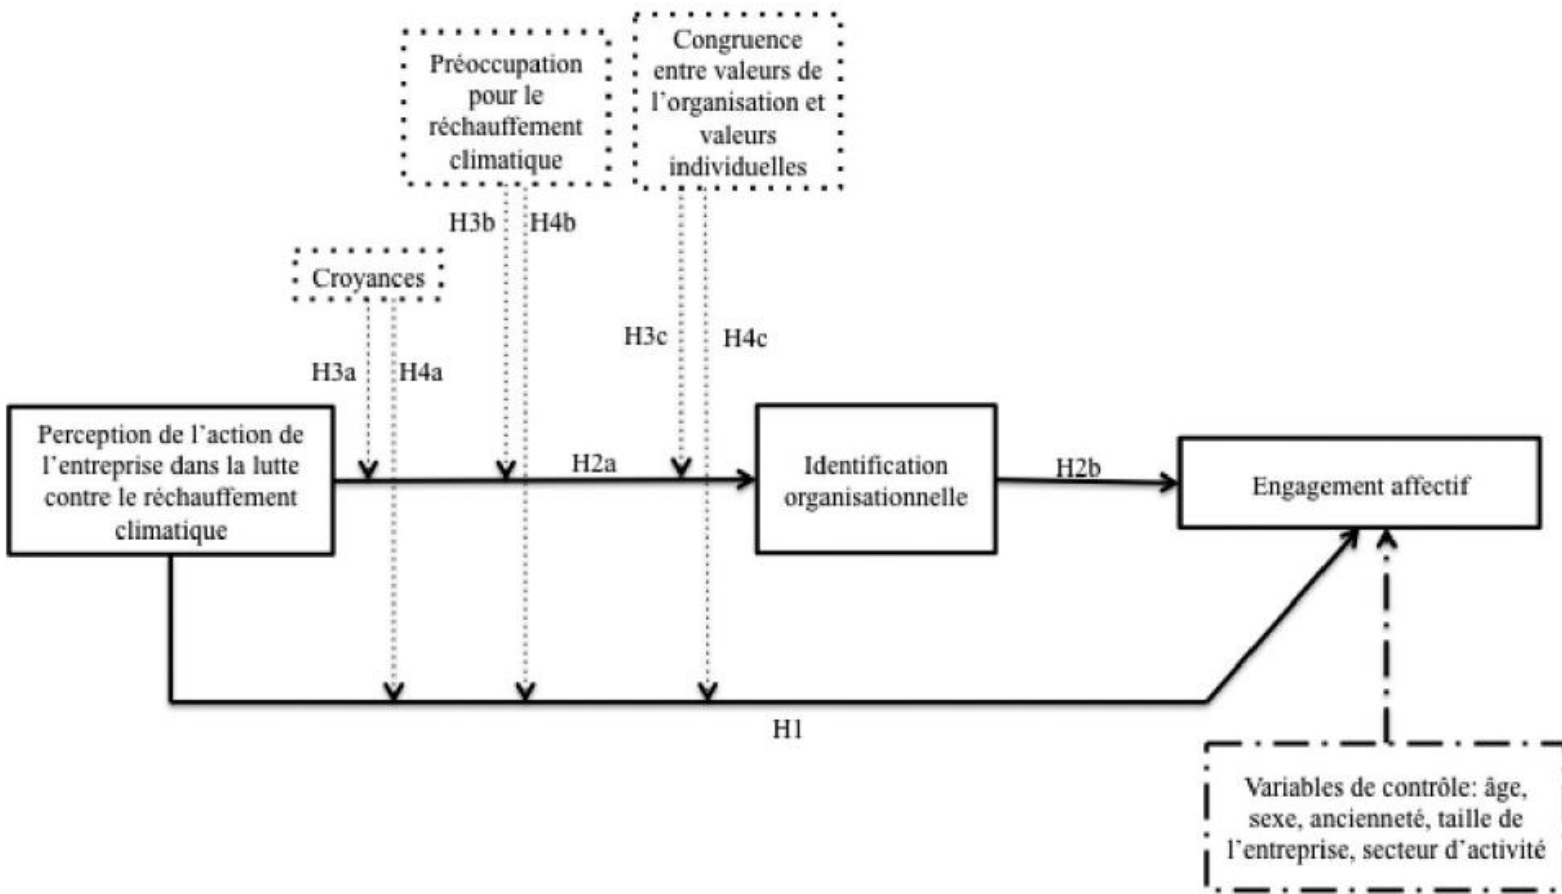 Préoccupation
pour le
réchauffement
climatique
Congruence
entre valeurs de
l'organisation et
valeurs
individuelles
H3b
H4b
Croyances
H3c
H4c
H3a
H4a
Perception de l'action de
l'entreprise dans la lutte
contre le réchauffement
climatique
H2a
Identification
organisationnelle
H2b
Engagement affectif
H1
Variables de contrôle: âge,
sexe, ancienneté, taille de
l'entreprise, secteur d'activité